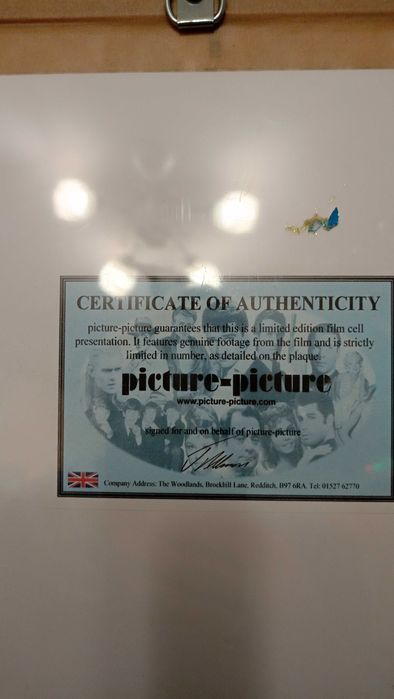 CERTIFICATE OF AUTHENTICITY
picture-picture guarantees that this is a limited edition film cell
presentation. It features genuine footage from the film and is strictly
limited in number, as detailed on the plaque.
picture-picture
www.picture-picture.com
signed for and on behalf of picture-picture
Company Address: The Woodlands, Brockhill Lane, Redditch, B97 6RA. Tel: 01527 62770